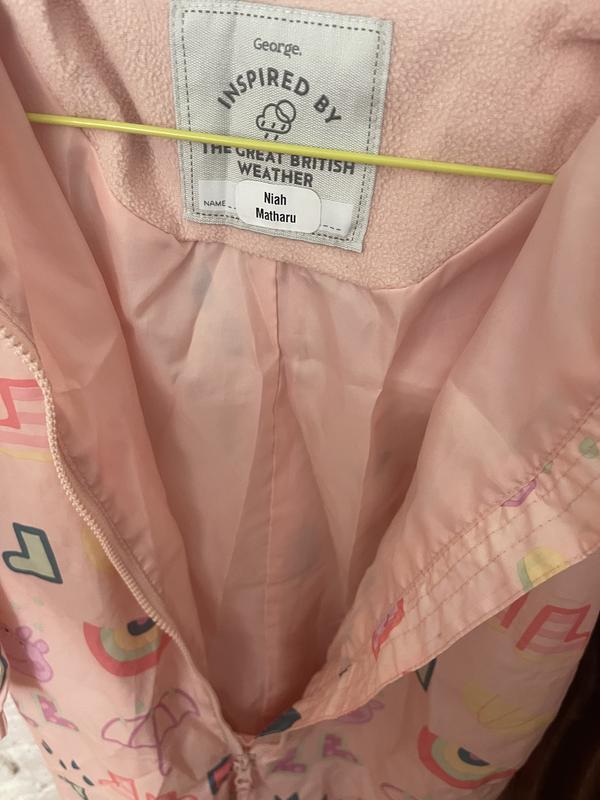 George.
INSPIRED BY
THE GREAT BRITISH
WEATHER
NAME
Niah
Matharu